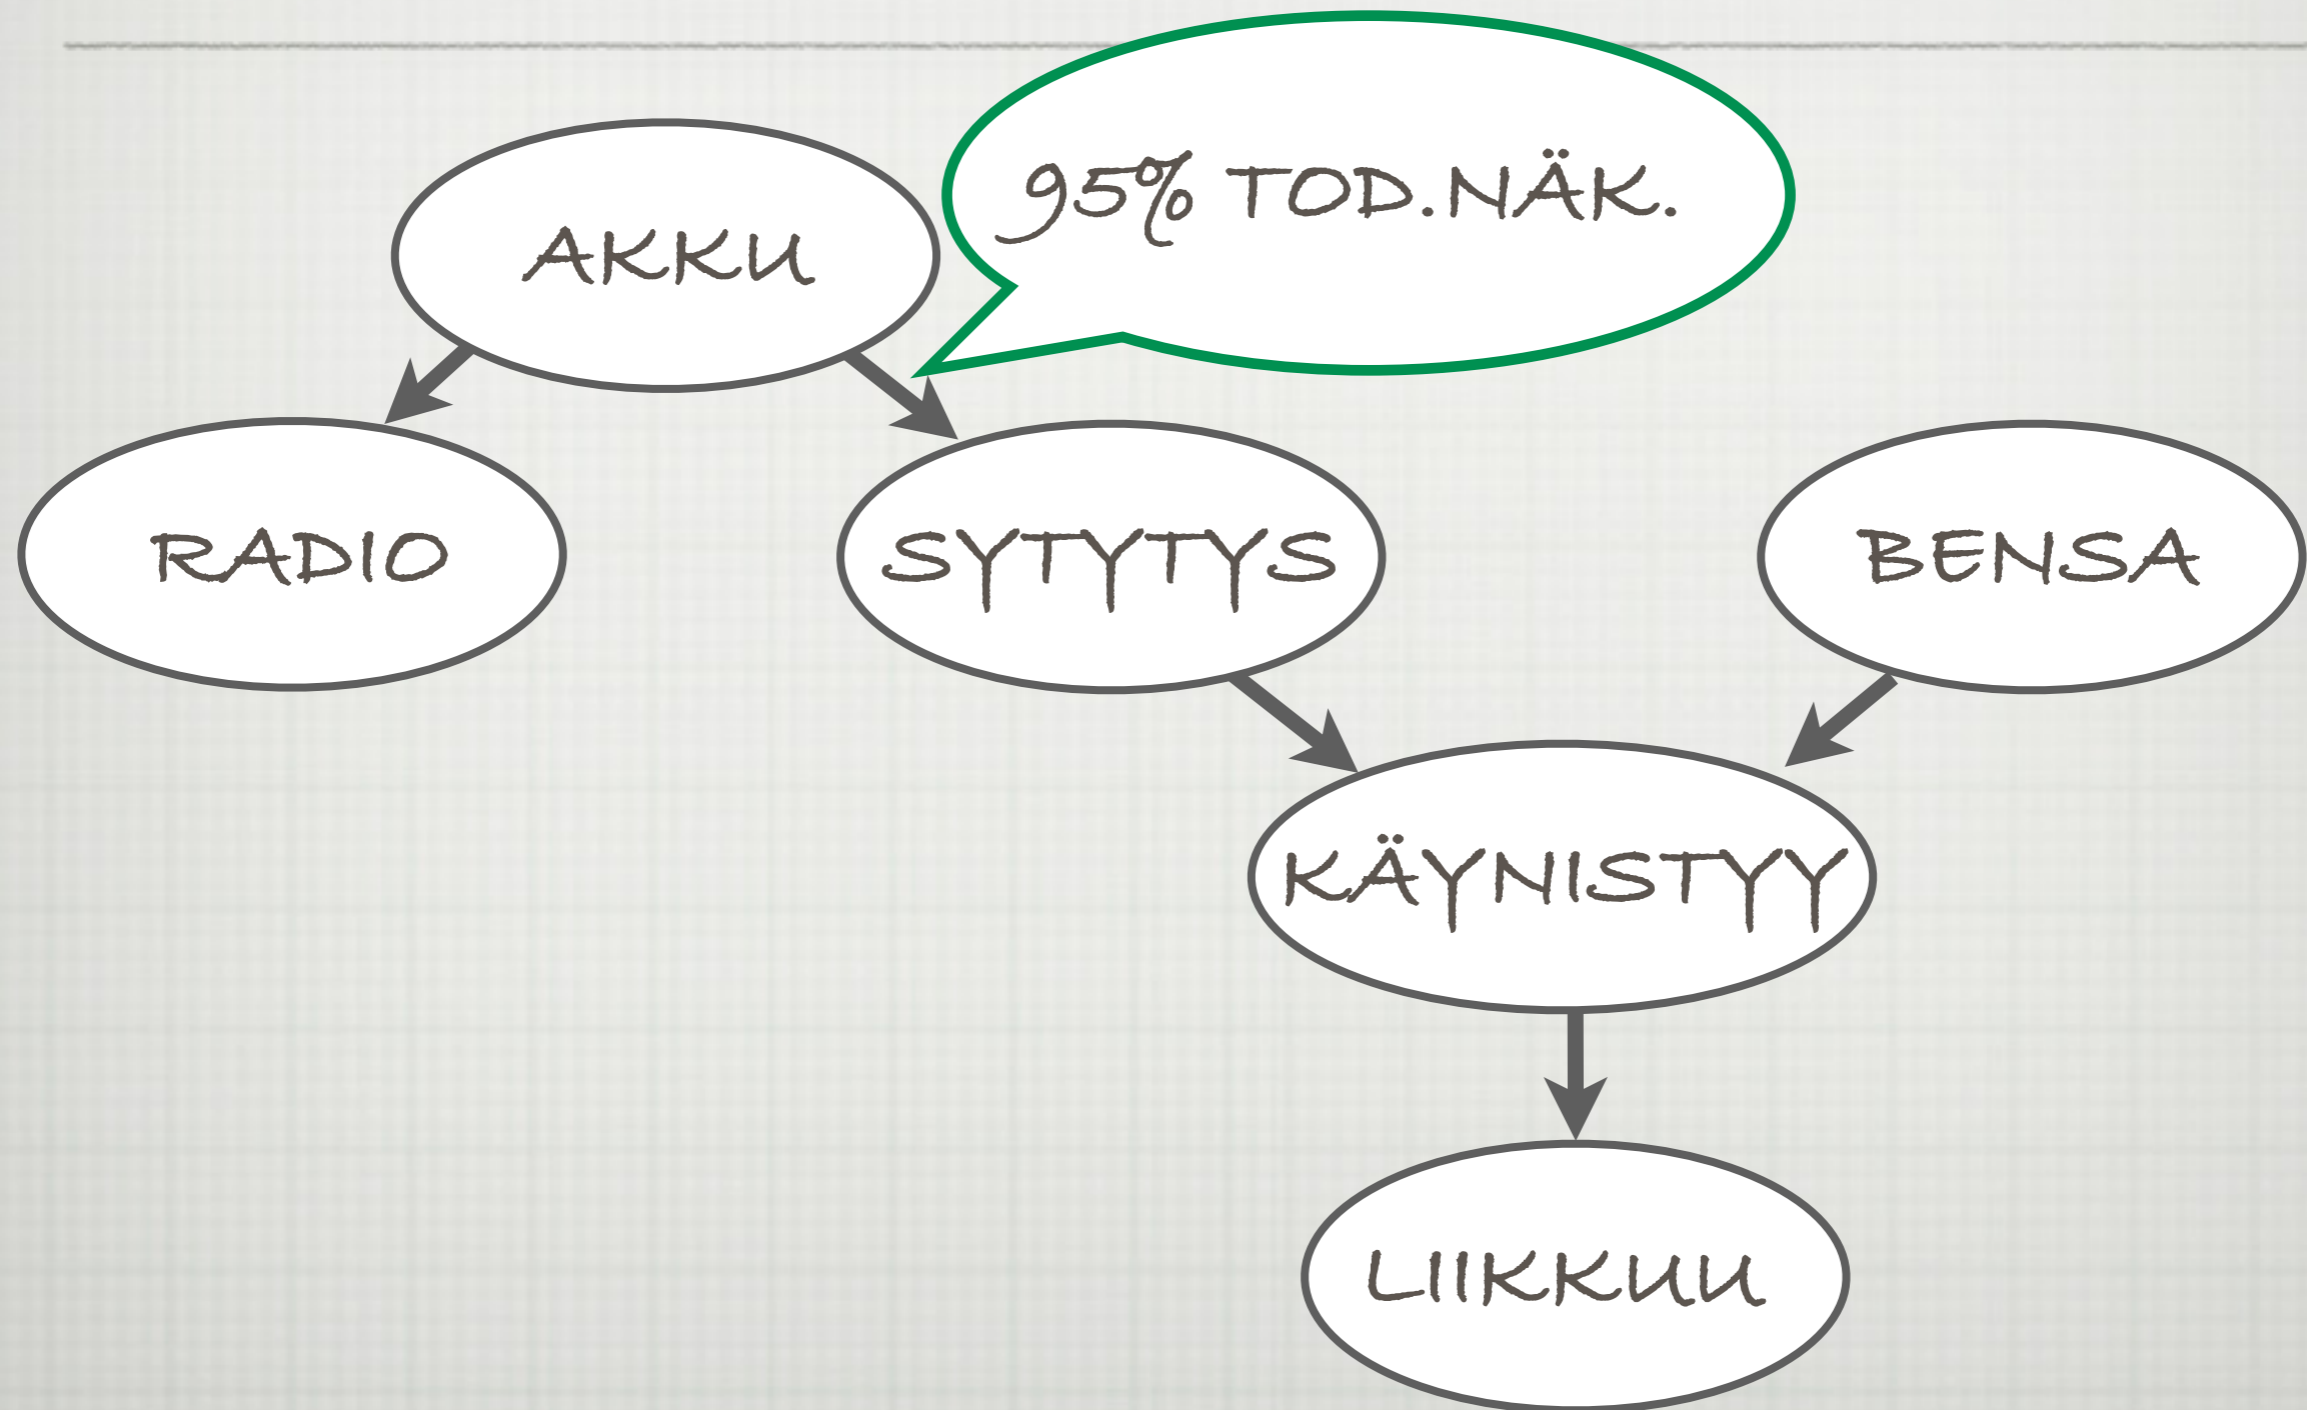 95% TOD.NÄK.
AKKU
RADIO
SYTYTYS
BENSA
KÄYNISTYY
LIIKKUU